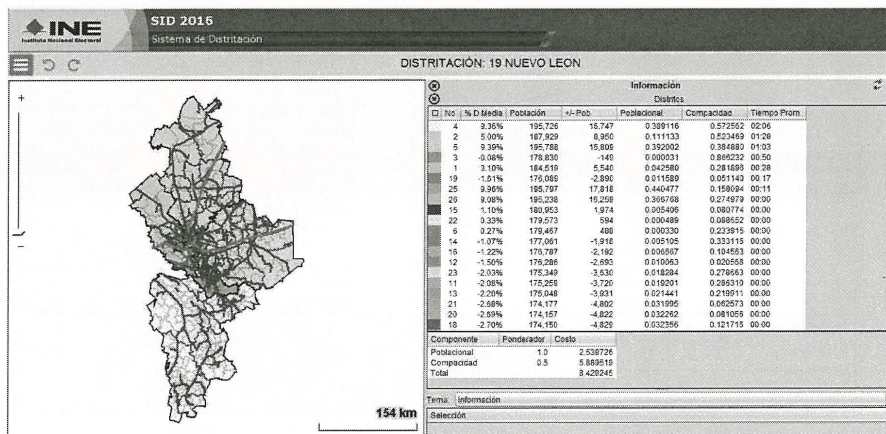 INE
Instituto Nacional Electoral
SID 2016
Sistema de Distritación
DISTRITACIÓN: 19 NUEVO LEON
Información
Distritos
No % D.Media Población +/- Pob Poblacional Compacidad Tiempo Prom
4 9.36% 195,726 16,747 0.389116 0.572562 02:06
2 5.00% 187,929 8,950 0.111133 0.523469 01:28
5 9.39% 195,788 16,809 0.392002 0.384880 01:03
3 -0.08% 178,830 -149 0.000031 0.866232 00:50
1 3.10% 184,519 5,540 0.042580 0.281898 00:28
19 -1.61% 176,089 -2,890 0.011589 0.051140 00:17
25 9.96% 196,797 17,818 0.440477 0.158094 00:11
26 9.08% 195,238 16,259 0.366768 0.274979 00:00
15 1.10% 180,953 1,974 0.005406 0.080774 00:00
22 0.33% 179,573 594 0.000489 0.098652 00:00
6 0.27% 179,467 488 0.000330 0.233915 00:00
14 -1.07% 177,061 -1,918 0.005105 0.333115 00:00
16 -1.22% 176,787 -2,192 0.006667 0.104563 00:00
12 -1.50% 176,286 -2,693 0.010063 0.020568 00:00
23 -2.03% 175,349 -3,630 0.018284 0.278663 00:00
11 -2.08% 175,259 -3,720 0.019201 0.286310 00:00
13 -2.20% 175,048 -3,931 0.021441 0.219911 00:00
21 -2.68% 174,177 -4,802 0.031995 0.062573 00:00
20 -2.69% 174,157 -4,822 0.032262 0.081056 00:00
18 -2.70% 174,150 -4,829 0.032356 0.121715 00:00
Componente Ponderador Costo
Poblacional 1.0 2.539726
Compacidad 0.5 5.889519
Total 8.429245
154 km
Tema: Información
Selección